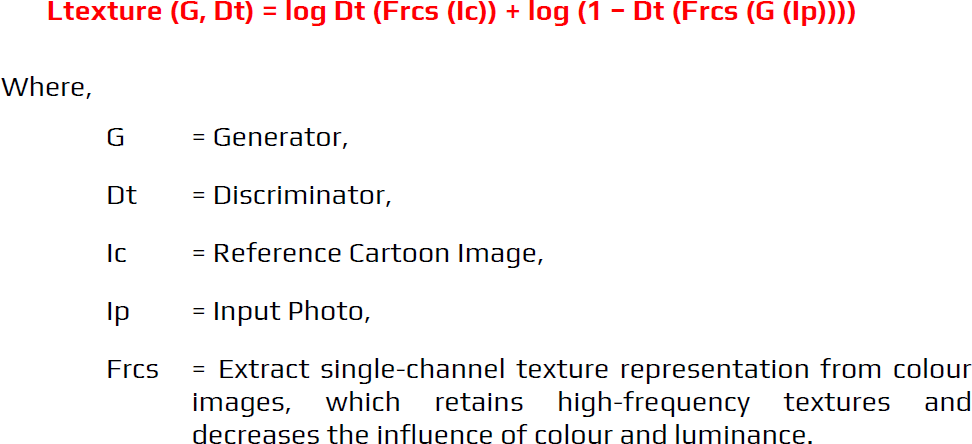 Ltexture (G, Dt) = log Dt (Frcs (Ic)) + log (1 − Dt (Frcs (G (Ip))))
Where,
G = Generator,
Dt = Discriminator,
Ic = Reference Cartoon Image,
Ip = Input Photo,
Frcs = Extract single-channel texture representation from colour
images, which retains high-frequency textures and
decreases the influence of colour and luminance.